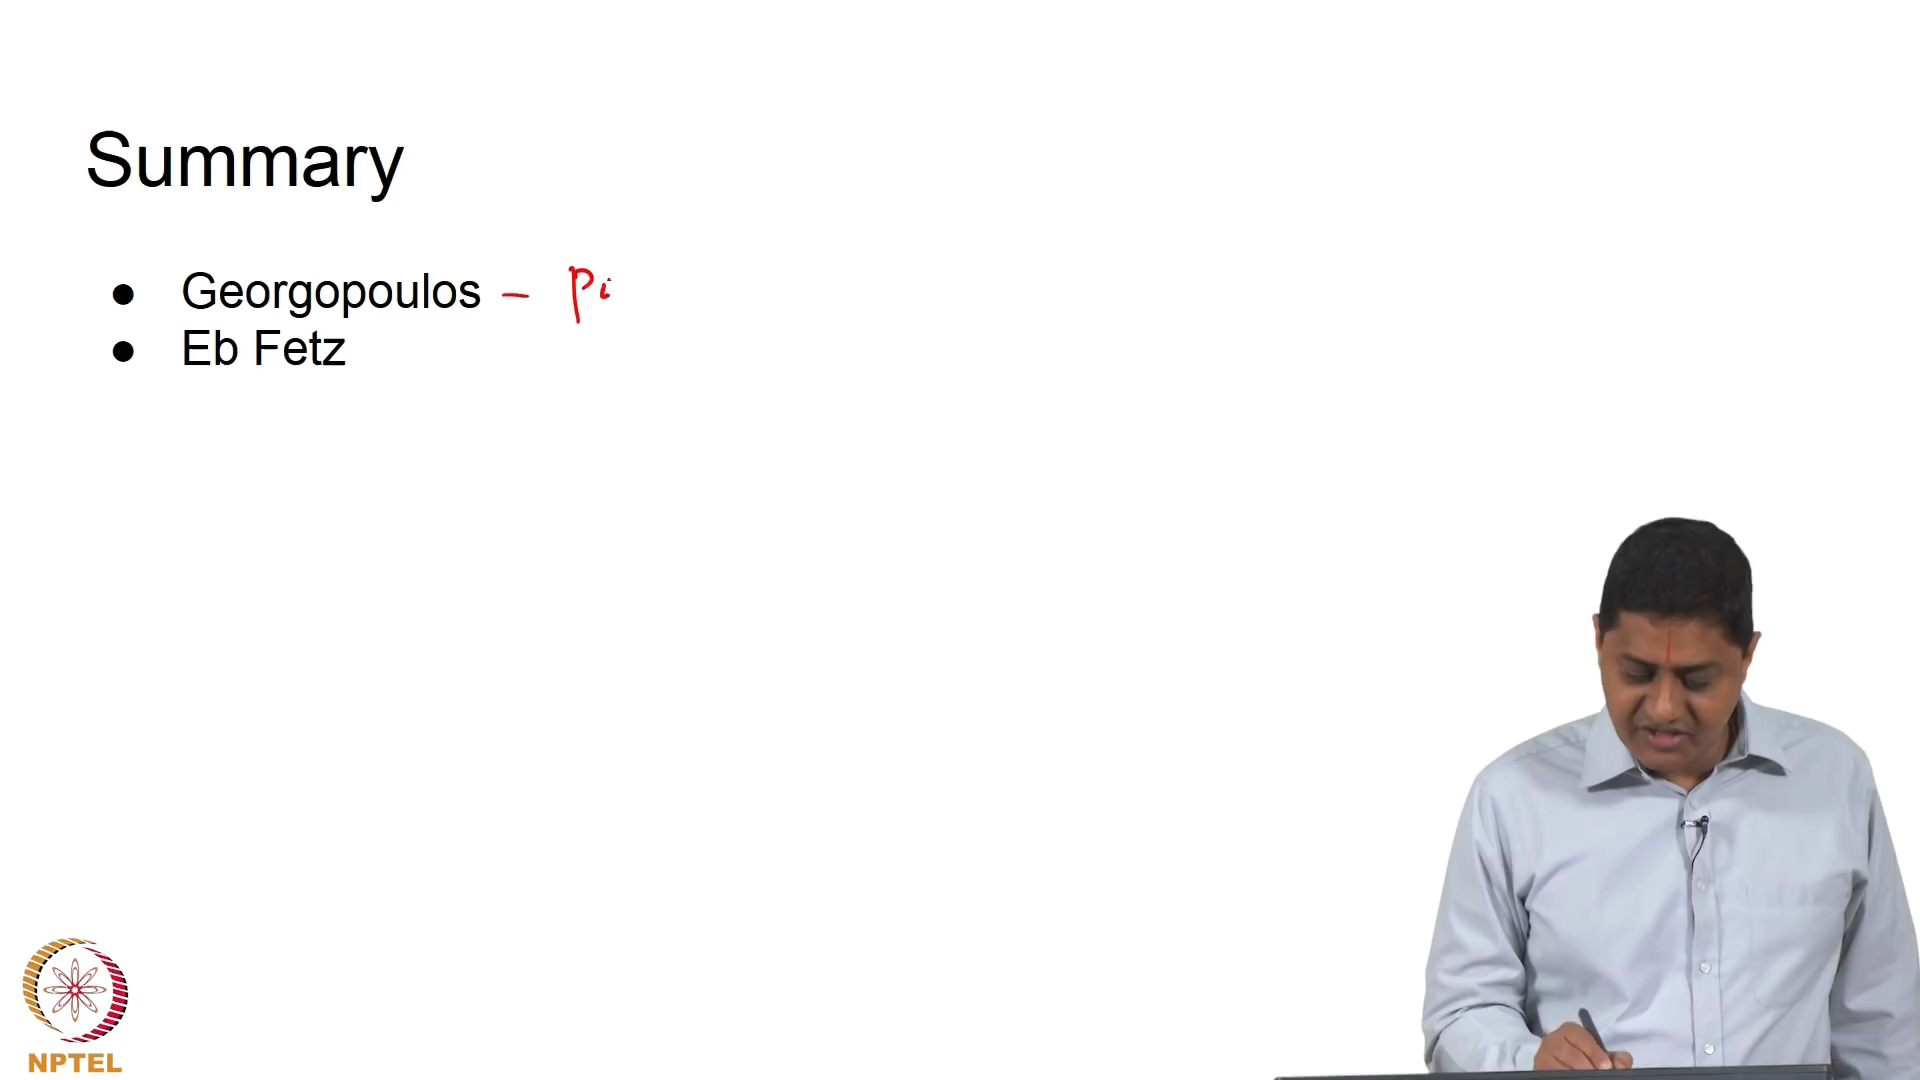 Summary
● Georgopoulos – Pi
● Eb Fetz
NPTEL